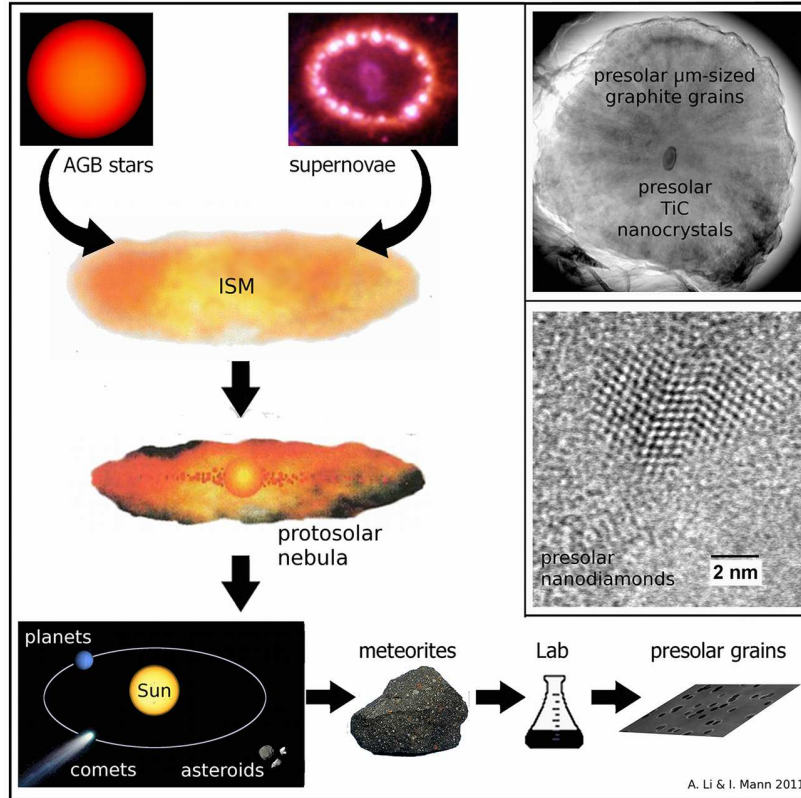 AGB stars
supernovae
ISM
protosolar
nebula
planets
Sun
comets
asteroids
meteorites
Lab
presolar grains
presolar μm-sized
graphite grains
presolar
TiC
nanocrystals
presolar
nanodiamonds
2 nm
A. Li & I. Mann 2011